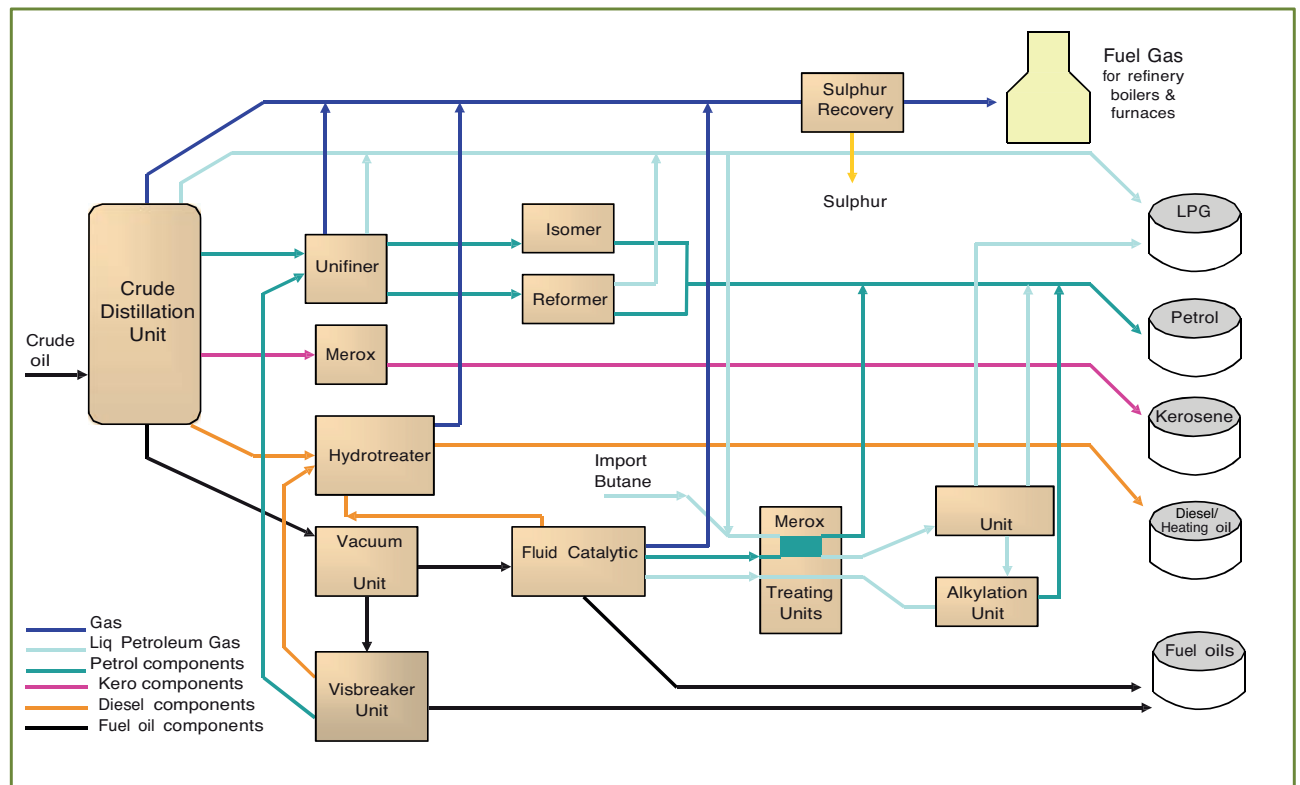 Sulphur
Recovery
Fuel Gas
for refinery
boilers &
furnaces
Sulphur
LPG
Isomer
Unifiner
Crude
Distillation
Unit
Reformer
Petrol
Crude
oil
Merox
Kerosene
Hydrotreater
Import
Butane
Diesel/
Heating oil
Merox
Unit
Vacuum
Unit
Fluid Catalytic
Treating
Units
Alkylation
Unit
Gas
Liq Petroleum Gas
Petrol components
Kero components
Diesel components
Fuel oil components
Visbreaker
Unit
Fuel oils